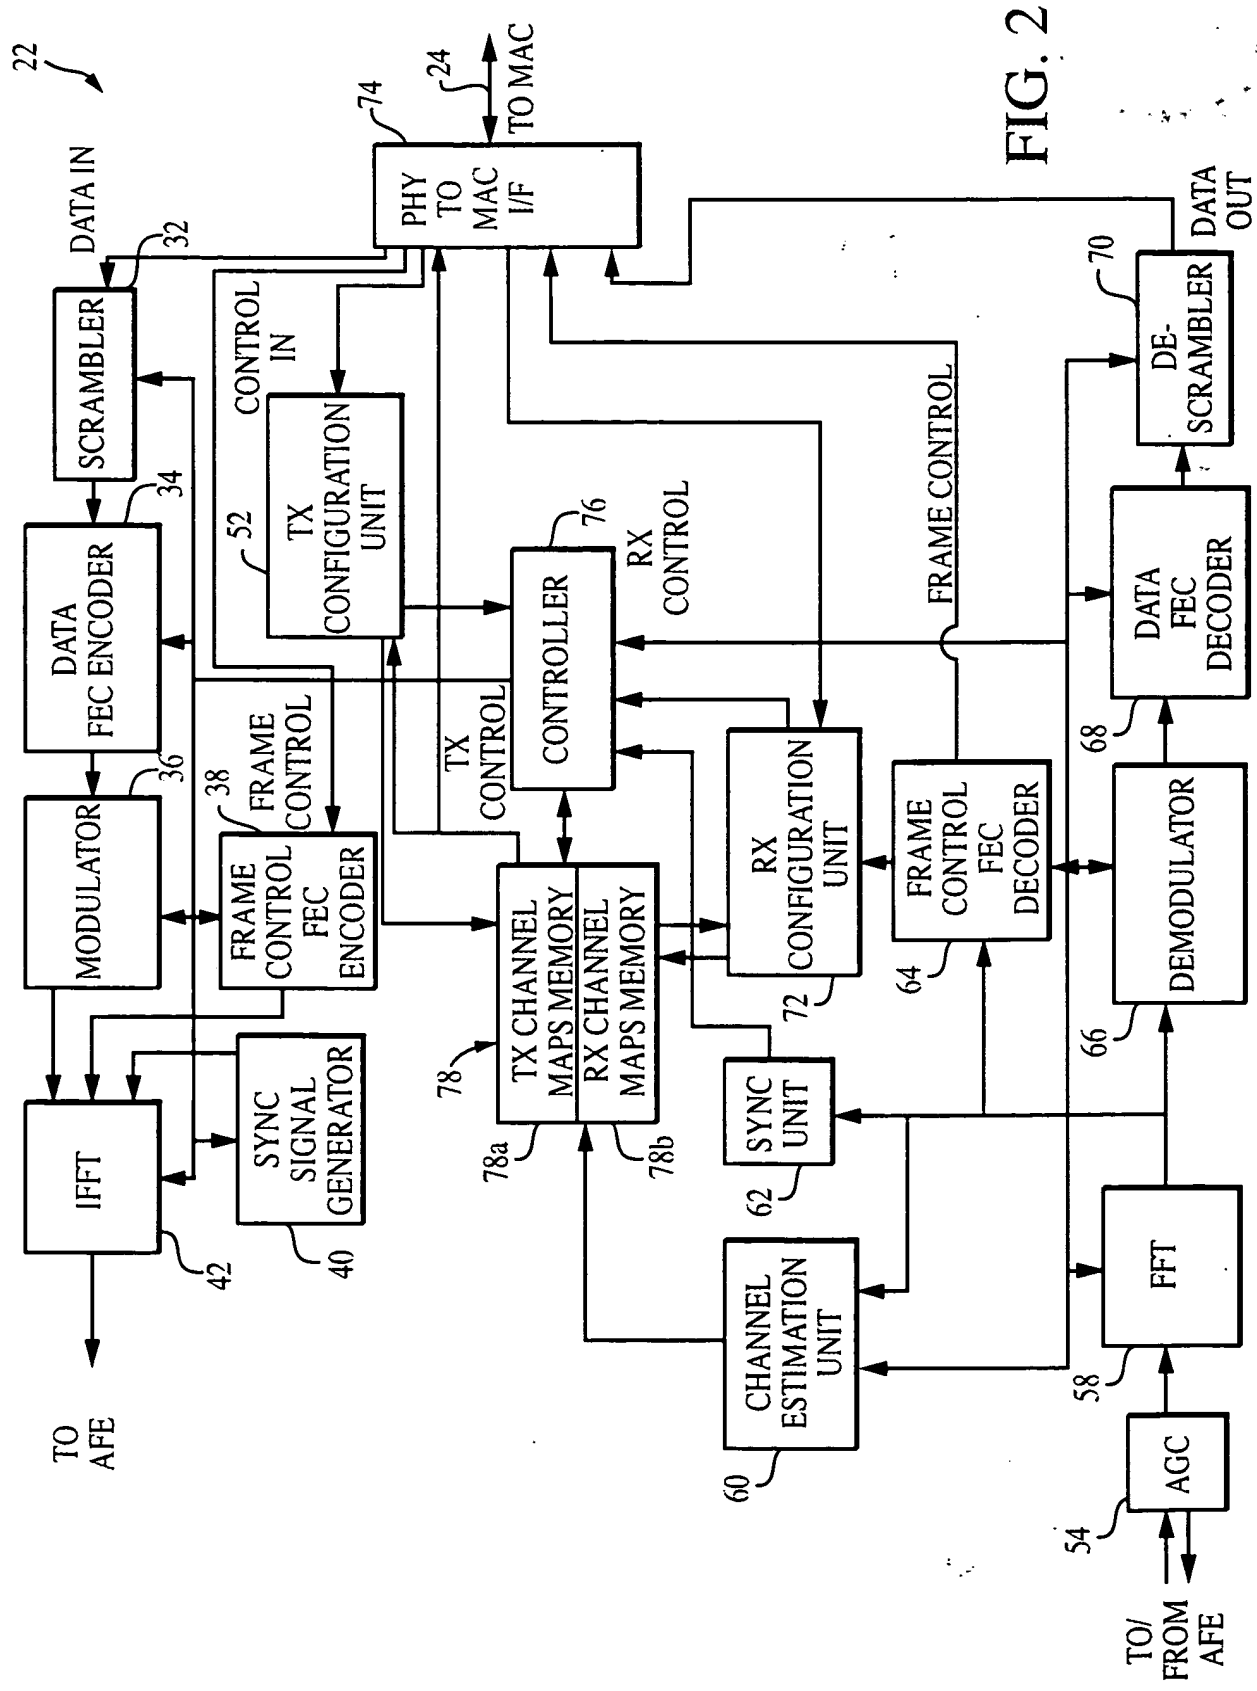 22
DATA IN
32
SCRAMBLER
34
DATA
FEC ENCODER
36
MODULATOR
IFFT
42
TO
AFE
FRAME
CONTROL
38
FRAME
CONTROL
FEC
ENCODER
SYNC
SIGNAL
GENERATOR
40
74
PHY
TO
MAC
I/F
24
TO MAC
CONTROL
IN
52
TX
CONFIGURATION
UNIT
TX
CONTROL
76
CONTROLLER
RX
CONTROL
78
TX CHANNEL
MAPS MEMORY
RX CHANNEL
MAPS MEMORY
78a
78b
RX
CONFIGURATION
UNIT
72
SYNC
UNIT
62
CHANNEL
ESTIMATION
UNIT
60
FRAME CONTROL
FRAME
CONTROL
FEC
DECODER
64
TO/
FROM
AFE
54
AGC
58
FFT
66
DEMODULATOR
68
DATA
FEC
DECODER
70
DE-
SCRAMBLER
DATA
OUT
FIG. 2